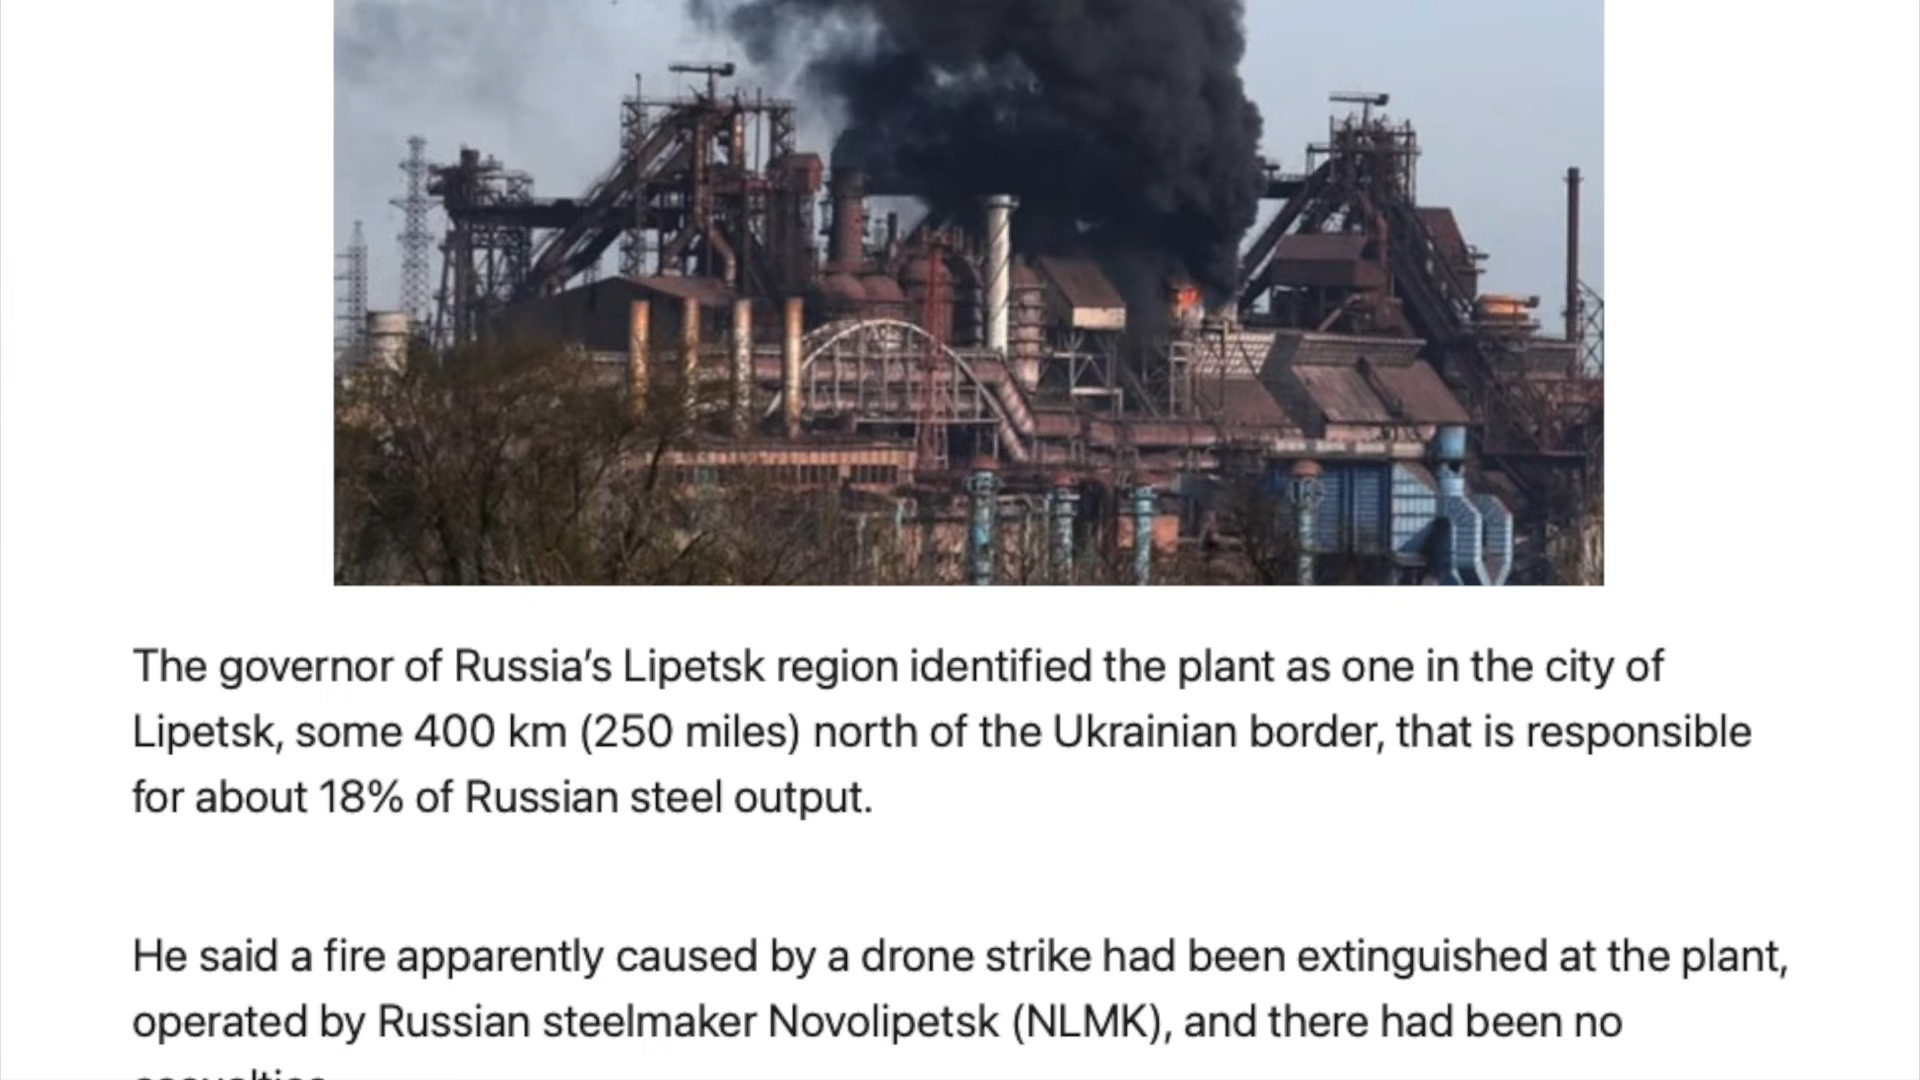 The governor of Russia’s Lipetsk region identified the plant as one in the city of
Lipetsk, some 400 km (250 miles) north of the Ukrainian border, that is responsible
for about 18% of Russian steel output.
He said a fire apparently caused by a drone strike had been extinguished at the plant,
operated by Russian steelmaker Novolipetsk (NLMK), and there had been no